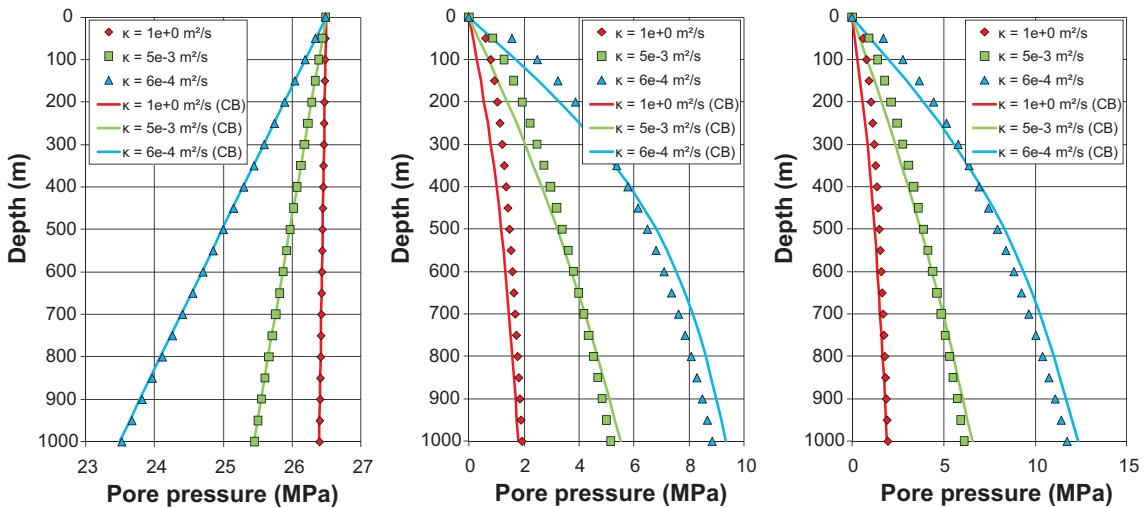 0
100
200
300
400
500
600
700
800
900
1000
Depth (m)
κ = 1e+0 m²/s
κ = 5e-3 m²/s
κ = 6e-4 m²/s
κ = 1e+0 m²/s (CB)
κ = 5e-3 m²/s (CB)
κ = 6e-4 m²/s (CB)
23 24 25 26 27
Pore pressure (MPa)
0
100
200
300
400
500
600
700
800
900
1000
Depth (m)
κ = 1e+0 m²/s
κ = 5e-3 m²/s
κ = 6e-4 m²/s
κ = 1e+0 m²/s (CB)
κ = 5e-3 m²/s (CB)
κ = 6e-4 m²/s (CB)
0 2 4 6 8 10
Pore pressure (MPa)
0
100
200
300
400
500
600
700
800
900
1000
Depth (m)
κ = 1e+0 m²/s
κ = 5e-3 m²/s
κ = 6e-4 m²/s
κ = 1e+0 m²/s (CB)
κ = 5e-3 m²/s (CB)
κ = 6e-4 m²/s (CB)
0 5 10 15
Pore pressure (MPa)